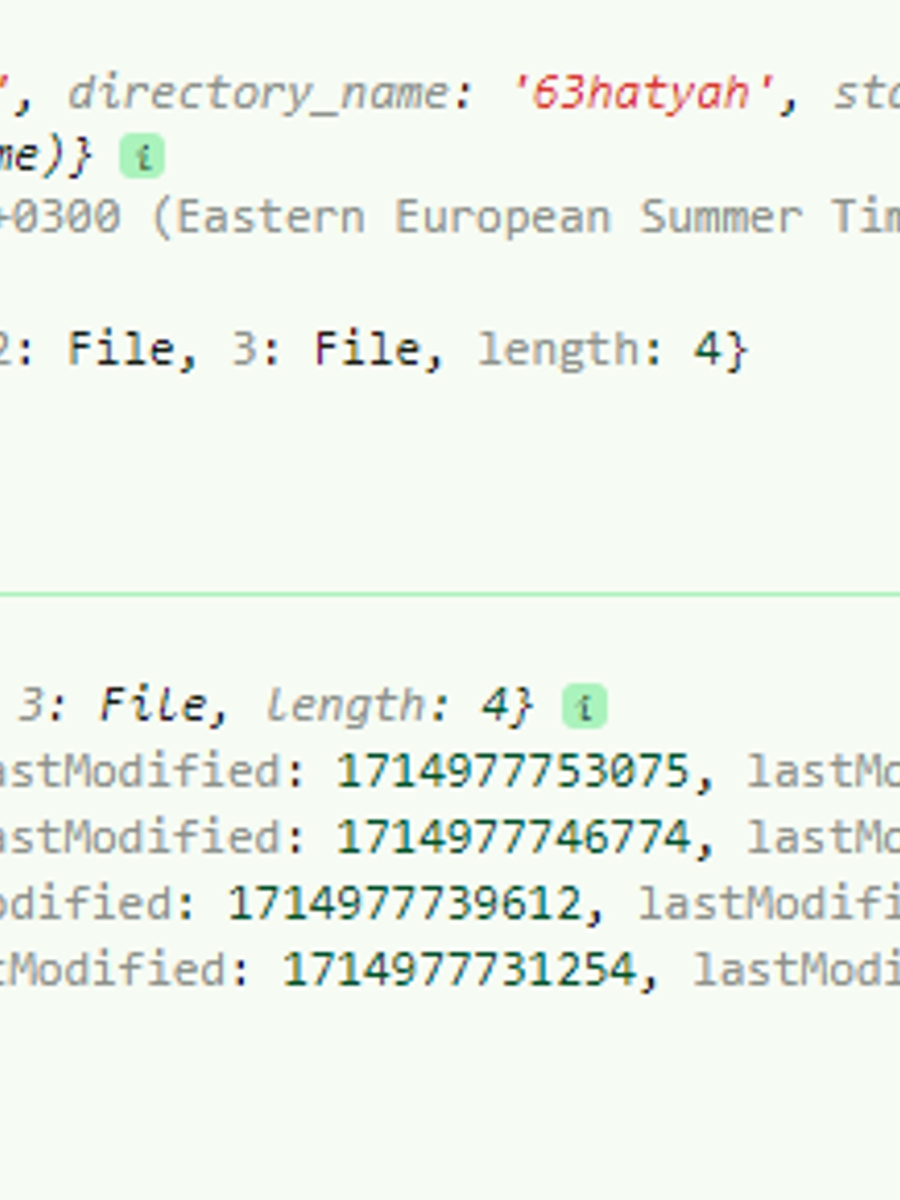 ', directory_name: '63hatyah', sta
me)} i
+0300 (Eastern European Summer Tim
2: File, 3: File, length: 4}
3: File, length: 4} i
astModified: 1714977753075, lastMo
astModified: 1714977746774, lastMo
odified: 1714977739612, lastModifi
tModified: 1714977731254, lastModi